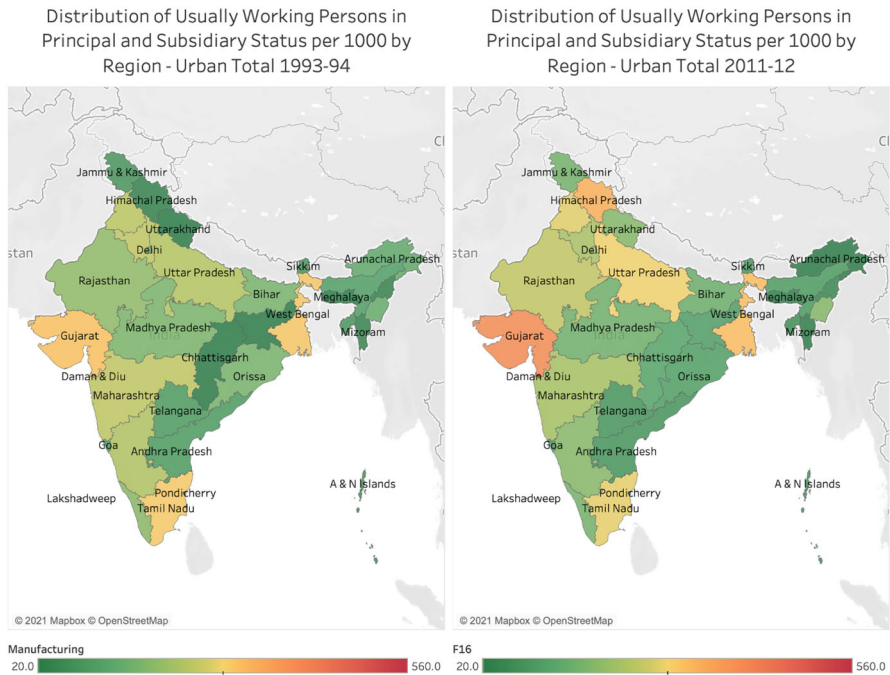 Distribution of Usually Working Persons in
Principal and Subsidiary Status per 1000 by
Region - Urban Total 1993-94
Jammu & Kashmir
Himachal Pradesh
Uttarakhand
Delhi
Rajasthan
Uttar Pradesh
Sikkim
Arunachal Pradesh
Bihar
Meghalaya
West Bengal
Gujarat
Madhya Pradesh
India
Mizoram
Chhattisgarh
Daman & Diu
Orissa
Maharashtra
Telangana
Goa
Andhra Pradesh
Lakshadweep
Pondicherry
Tamil Nadu
A & N Islands
stan
Cl
© 2021 Mapbox © OpenStreetMap
Manufacturing
20.0 560.0
Distribution of Usually Working Persons in
Principal and Subsidiary Status per 1000 by
Region - Urban Total 2011-12
Jammu & Kashmir
Himachal Pradesh
Uttarakhand
Delhi
Rajasthan
Uttar Pradesh
Sikkim
Arunachal Pradesh
Bihar
Meghalaya
West Bengal
Gujarat
Madhya Pradesh
India
Mizoram
Chhattisgarh
Daman & Diu
Orissa
Maharashtra
Telangana
Goa
Andhra Pradesh
Lakshadweep
Pondicherry
Tamil Nadu
A & N Islands
stan
Cl
© 2021 Mapbox © OpenStreetMap
F16
20.0 560.0